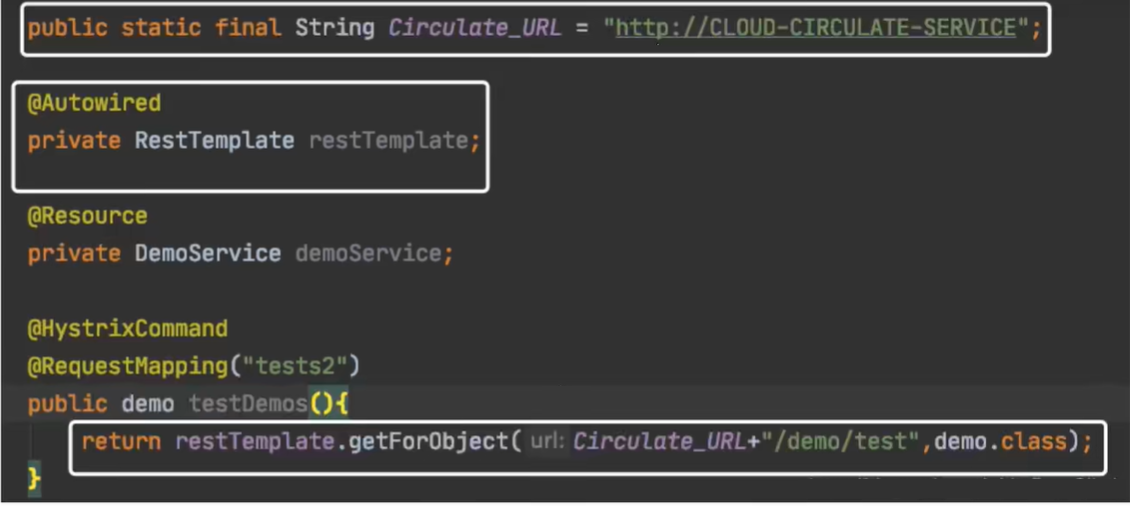 public static final String Circulate_URL = "http://CLOUD-CIRCULATE-SERVICE";
@Autowired
private RestTemplate restTemplate;
@Resource
private DemoService demoService;
@HystrixCommand
@RequestMapping("tests2")
public demo testDemos(){
return restTemplate.getForObject( url: Circulate_URL+"/demo/test",demo.class);
}